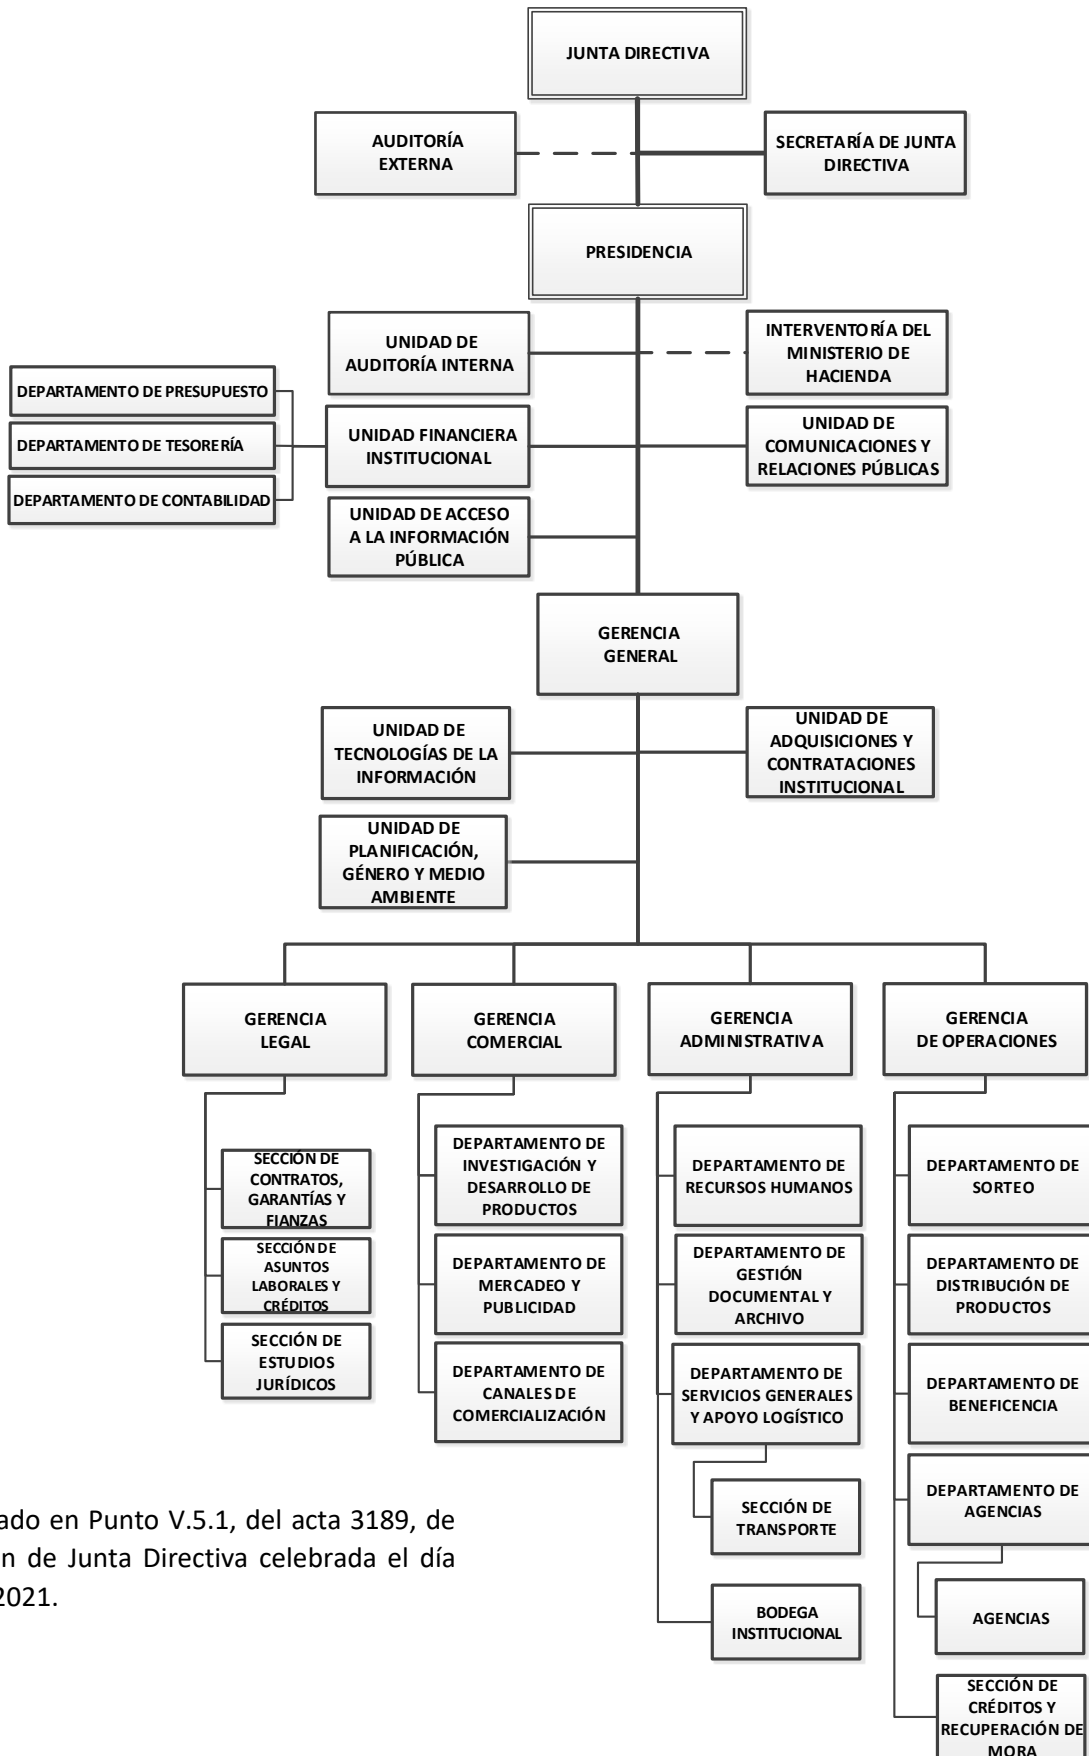 JUNTA DIRECTIVA
AUDITORÍA
EXTERNA
SECRETARÍA DE JUNTA
DIRECTIVA
PRESIDENCIA
UNIDAD DE
AUDITORÍA INTERNA
INTERVENTORÍA DEL
MINISTERIO DE
HACIENDA
DEPARTAMENTO DE PRESUPUESTO
DEPARTAMENTO DE TESORERÍA
DEPARTAMENTO DE CONTABILIDAD
UNIDAD FINANCIERA
INSTITUCIONAL
UNIDAD DE
COMUNICACIONES Y
RELACIONES PÚBLICAS
UNIDAD DE ACCESO
A LA INFORMACIÓN
PÚBLICA
GERENCIA
GENERAL
UNIDAD DE
TECNOLOGÍAS DE LA
INFORMACIÓN
UNIDAD DE
ADQUISICIONES Y
CONTRATACIONES
INSTITUCIONAL
UNIDAD DE
PLANIFICACIÓN,
GÉNERO Y MEDIO
AMBIENTE
GERENCIA
LEGAL
GERENCIA
COMERCIAL
GERENCIA
ADMINISTRATIVA
GERENCIA
DE OPERACIONES
SECCIÓN DE
CONTRATOS,
GARANTÍAS Y
FIANZAS
SECCIÓN DE
ASUNTOS
LABORALES Y
CRÉDITOS
SECCIÓN DE
ESTUDIOS
JURÍDICOS
DEPARTAMENTO DE
INVESTIGACIÓN Y
DESARROLLO DE
PRODUCTOS
DEPARTAMENTO DE
MERCADEO Y
PUBLICIDAD
DEPARTAMENTO DE
CANALES DE
COMERCIALIZACIÓN
DEPARTAMENTO DE
RECURSOS HUMANOS
DEPARTAMENTO DE
GESTIÓN
DOCUMENTAL Y
ARCHIVO
DEPARTAMENTO DE
SERVICIOS GENERALES
Y APOYO LOGÍSTICO
SECCIÓN DE
TRANSPORTE
BODEGA
INSTITUCIONAL
DEPARTAMENTO DE
SORTEO
DEPARTAMENTO DE
DISTRIBUCIÓN DE
PRODUCTOS
DEPARTAMENTO DE
BENEFICENCIA
DEPARTAMENTO DE
AGENCIAS
AGENCIAS
SECCIÓN DE
CRÉDITOS Y
RECUPERACIÓN DE
MORA
ado en Punto V.5.1, del acta 3189, de
n de Junta Directiva celebrada el día
2021.